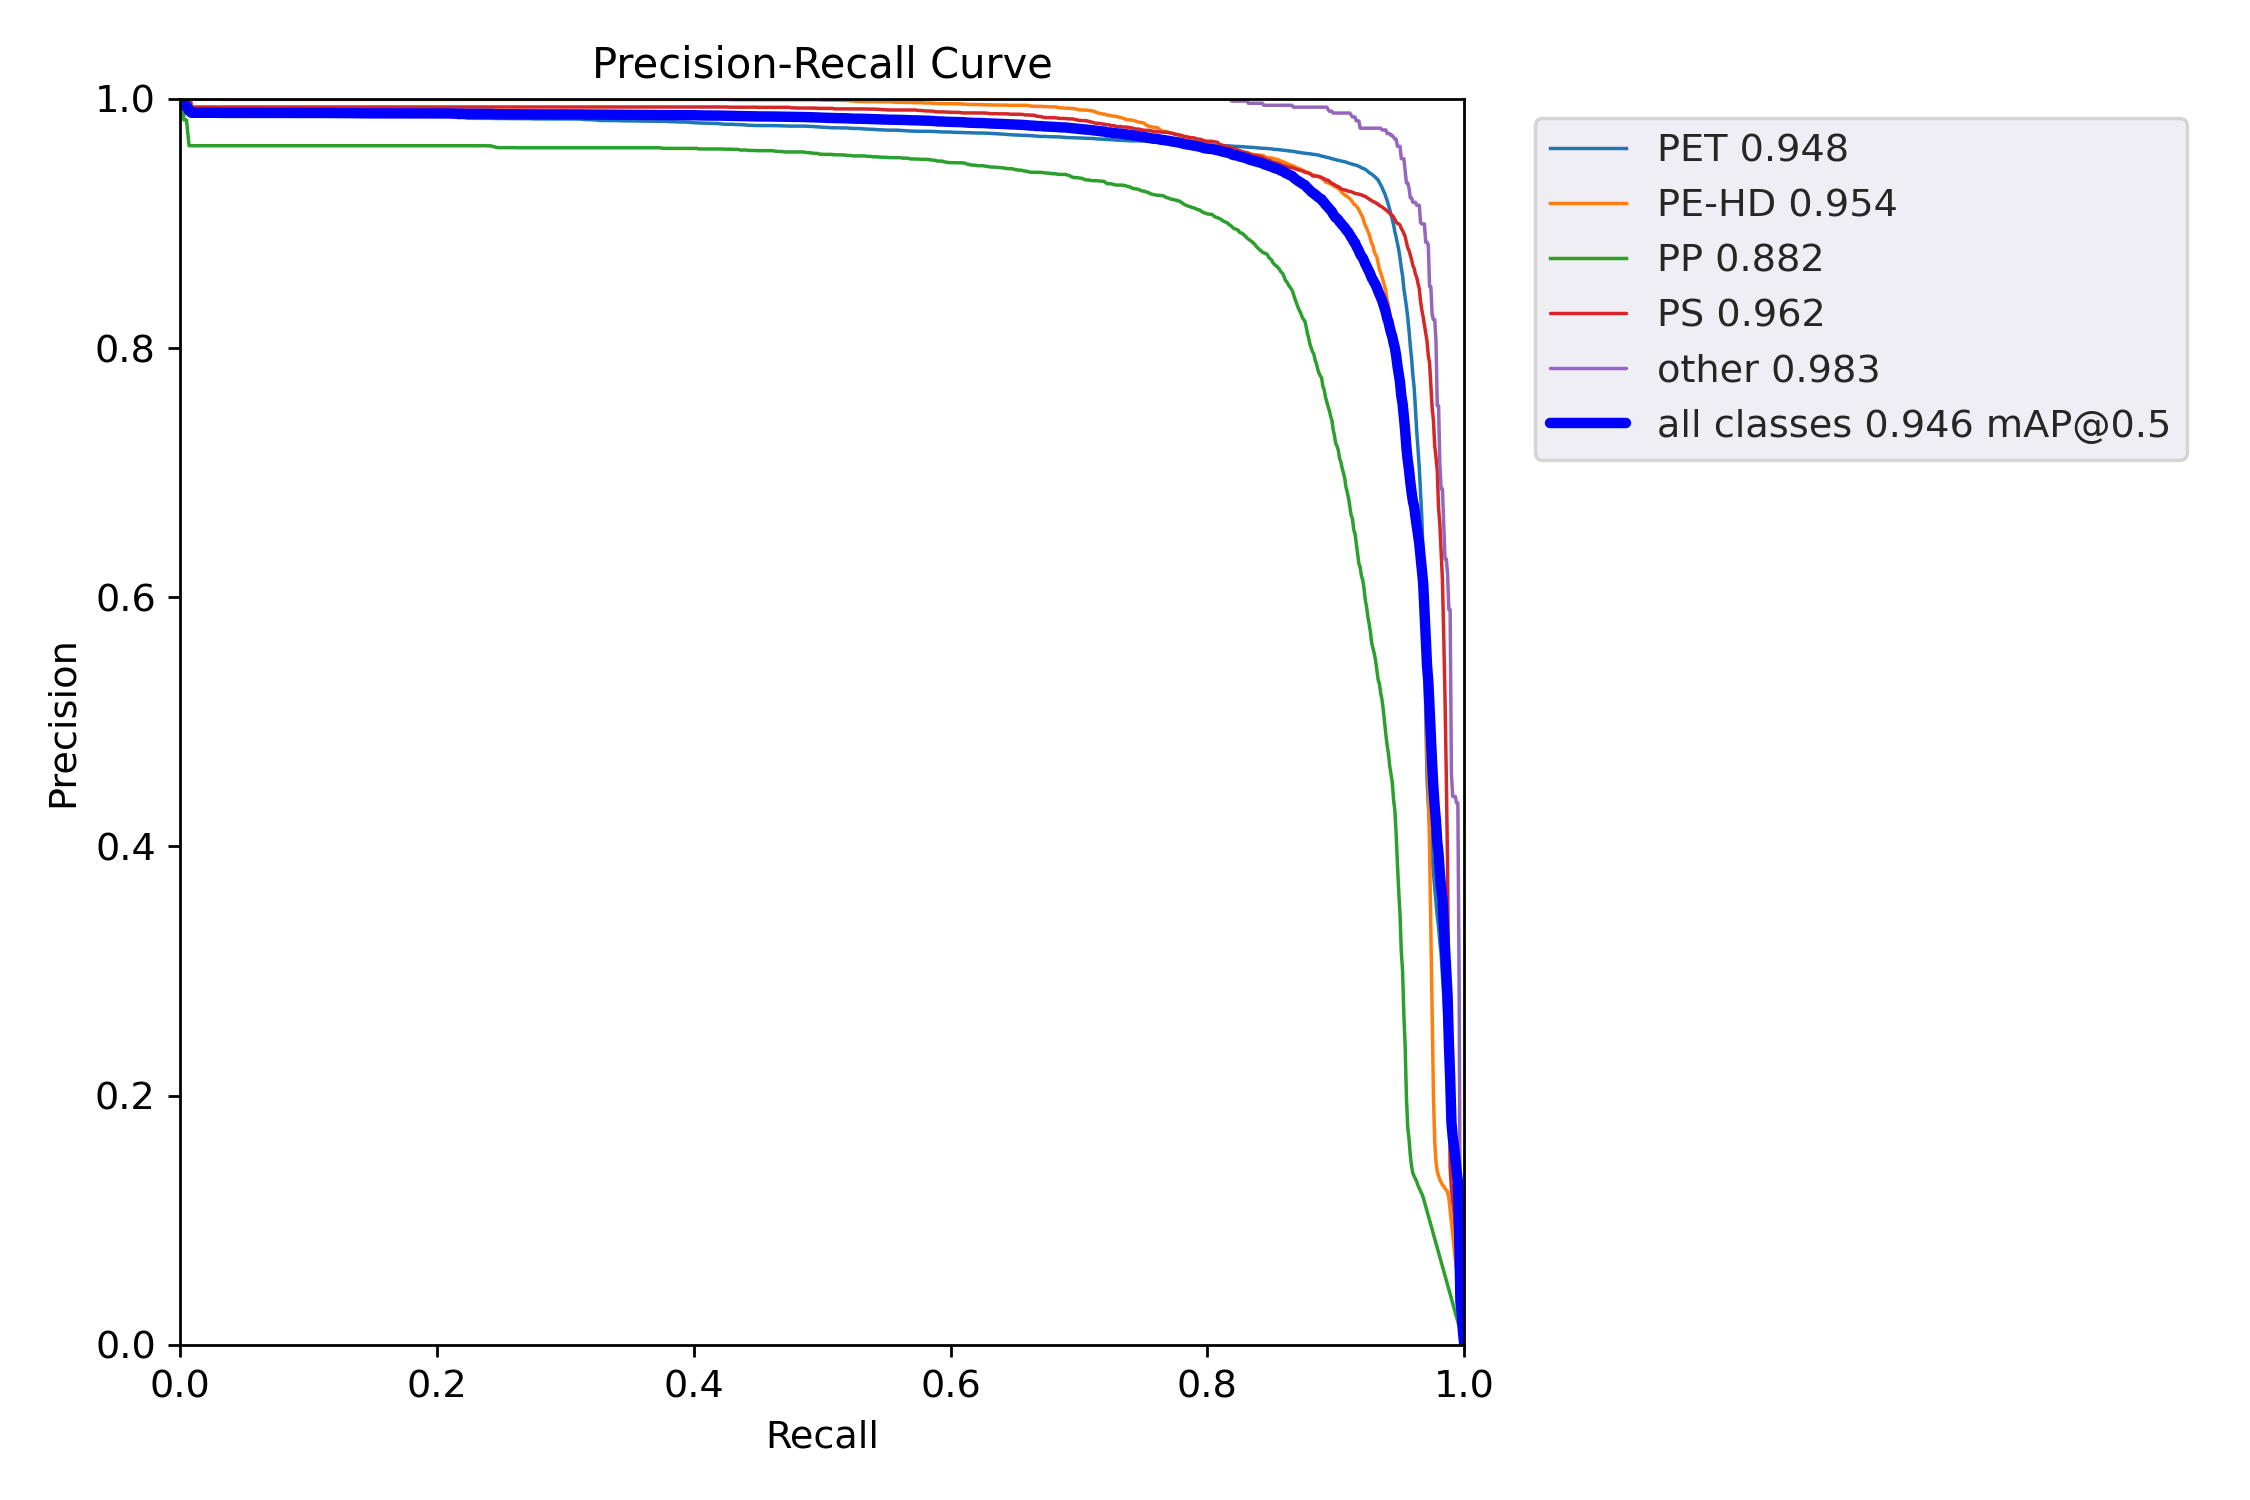 Precision-Recall Curve
1.0
0.8
0.6
0.4
0.2
0.0
Precision
0.0 0.2 0.4 0.6 0.8 1.0
Recall
PET 0.948
PE-HD 0.954
PP 0.882
PS 0.962
other 0.983
all classes 0.946 mAP@0.5